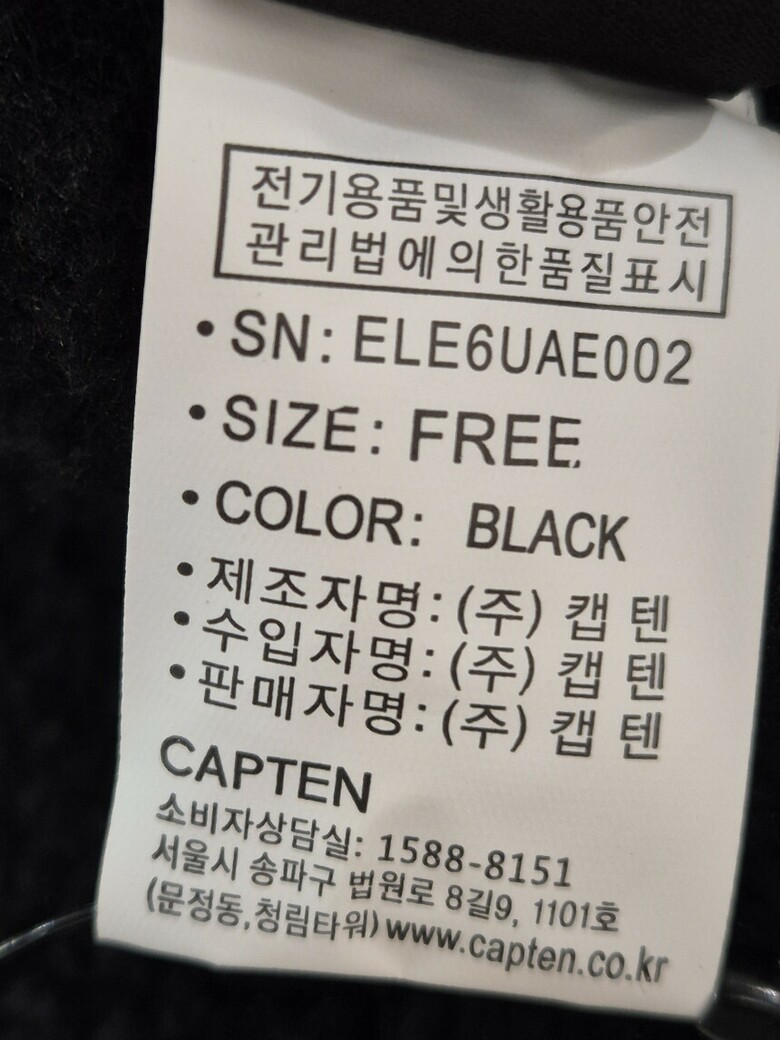 전기용품및생활용품안전
관리법에의한품질표시
• SN: ELE6UAE002
• SIZE: FREE
• COLOR: BLACK
• 제조자명: (주) 캡 텐
• 수입자명: (주) 캡 텐
• 판매자명: (주) 캡 텐
CAPTEN
소비자상담실: 1588-8151
서울시 송파구 법원로 8길9, 1101호
(문정동,청림타워) www.capten.co.kr